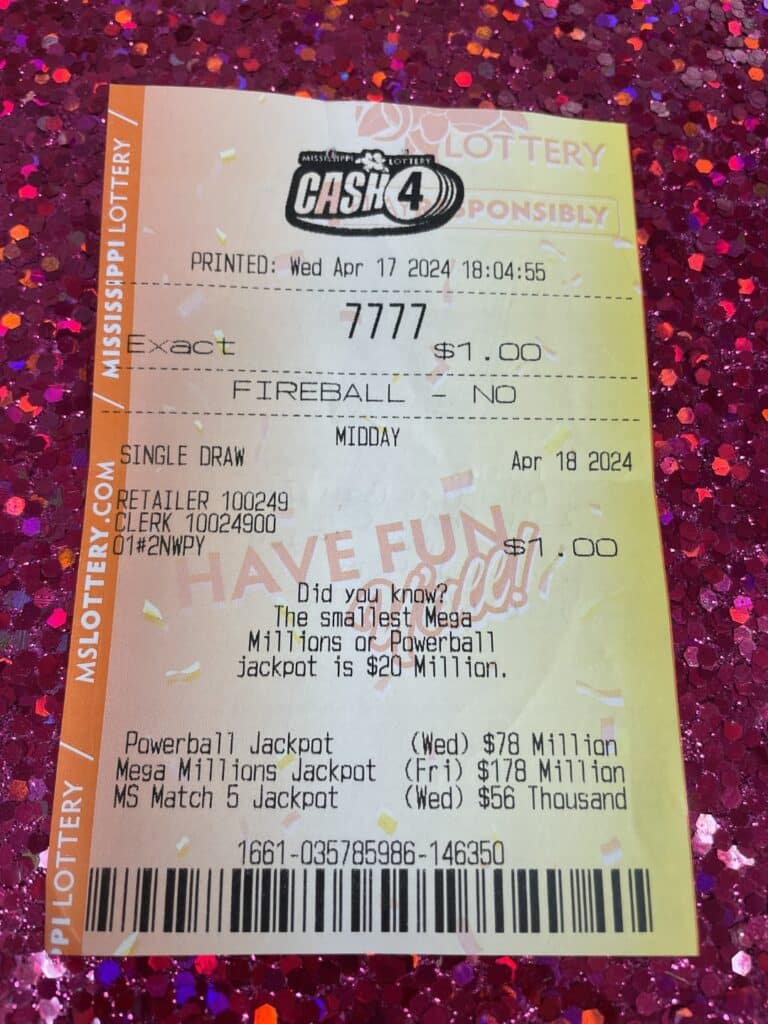 LOTTERY
MISSISSIPPI LOTTERY
CASH 4
SPONSIBLY
PRINTED: Wed Apr 17 2024 18:04:55
7777
Exact $1.00
FIREBALL - NO
MIDDAY
SINGLE DRAW Apr 18 2024
RETAILER 100249
CLERK 10024900
01#2NWPY $1.00
HAVE FUN
Y'all!
Did you know?
The smallest Mega
Millions or Powerball
jackpot is $20 Million.
Powerball Jackpot (Wed) $78 Million
Mega Millions Jackpot (Fri) $178 Million
MS Match 5 Jackpot (Wed) $56 Thousand
1661-035785986-146350
MISSISSIPPI LOTTERY /
/ MSLOTTERY.COM
PPI LOTTERY /